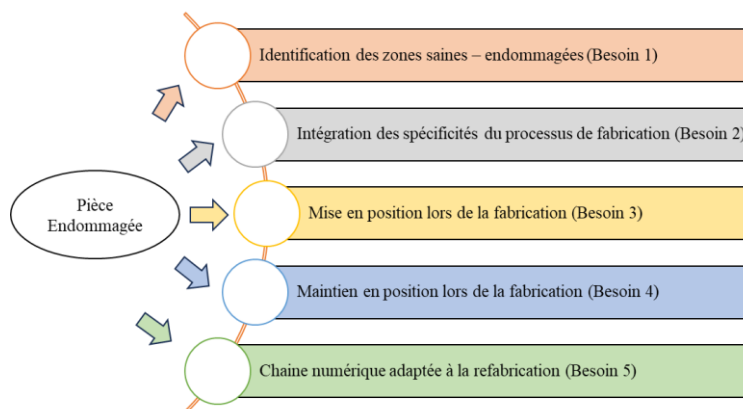 Identification des zones saines – endommagées (Besoin 1)
Intégration des spécificités du processus de fabrication (Besoin 2)
Pièce
Endommagée
Mise en position lors de la fabrication (Besoin 3)
Maintien en position lors de la fabrication (Besoin 4)
Chaine numérique adaptée à la refabrication (Besoin 5)